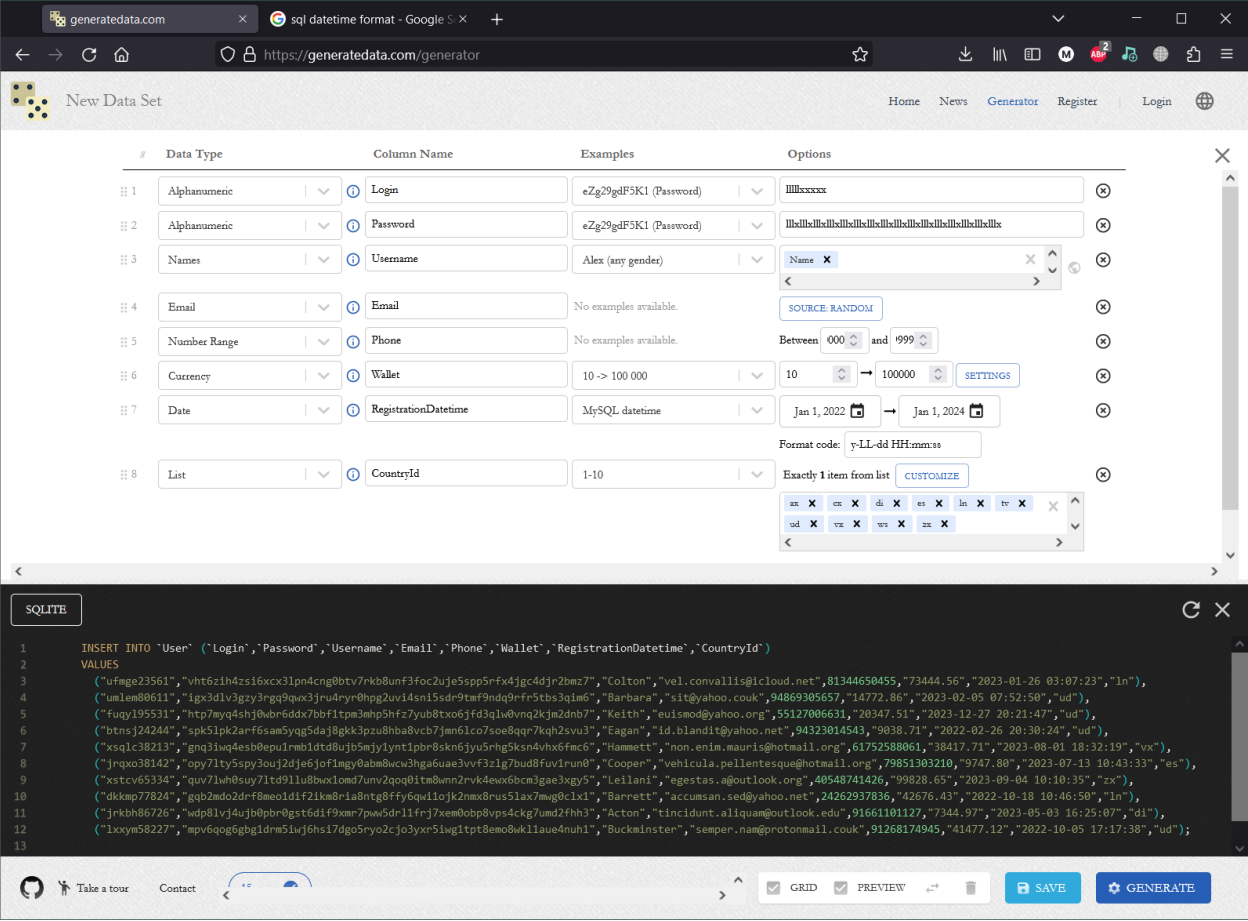 generatedata.com
sql datetime format - Google S
https://generatedata.com/generator
M
ABP
2
New Data Set
Home News Generator Register Login
# Data Type Column Name Examples Options
1 Alphanumeric Login eZg29gdF5K1 (Password) lllllxxxxx
2 Alphanumeric Password eZg29gdF5K1 (Password)
3 Names Username Alex (any gender) Name
4 Email Email No examples available. SOURCE: RANDOM
5 Number Range Phone No examples available. Between 000 and 999
6 Currency Wallet 10 -> 100 000 10 100000 SETTINGS
7 Date RegistrationDatetime MySQL datetime Jan 1, 2022 Jan 1, 2024
Format code: y-LL-dd HH:mm:ss
8 List CountryId 1-10 Exactly 1 item from list CUSTOMIZE
ax cx di es ln tv
ud vx ws zx
SQLITE
1 INSERT INTO `User` (`Login`,`Password`,`Username`,`Email`,`Phone`,`Wallet`,`RegistrationDatetime`,`CountryId`)
2 VALUES
3 ("ufmge23561","vht6zih4zsi6xcx3lpn4cng0btv7rkb8unf3foc2uje5spp5rfx4jgc4djr2bmz7","Colton","vel.convallis@icloud.net",81344650455,"73444.56","2023-01-26 03:07:23","ln"),
4 ("umlem80611","igx3dlv3gzy3rgq9qwx3jru4ryr0hpg2uvi4sni5sdr9tmf9ndq9rfr5tbs3qim6","Barbara","sit@yahoo.couk",94869305657,"14772.86","2023-02-05 07:52:50","ud"),
5 ("fuqyl95531","htp7myq4shj0wbr6ddx7bbf1tpm3mhp5hfz7yub8txo6jfd3qlw0vnq2kjm2dnb7","Keith","euismod@yahoo.org",55127006631,"20347.51","2023-12-27 20:21:47","ud"),
6 ("btnsj24244","spk5lpk2arf6sam5yqg5daj8gkk3pzu8hba8vcb7jmn6lco7soe8qqr7kqh2svu3","Eagan","id.blandit@yahoo.net",94323014543,"9038.71","2022-02-26 20:30:24","ud"),
7 ("xsqlc38213","gnq3iwq4esb0epu1rmb1dtd8ujb5mjy1ynt1pbr8skn6jyu5rhg5ksn4vhx6fmc6","Hammett","non.enim.mauris@hotmail.org",61752588061,"38417.71","2023-08-01 18:32:19","vx"),
8 ("jrqxo38142","opy7lty5spy3ouj2dje6jof1mgy0abm8wcw3hga6uae3vvf3zlg7bud8fuv1run0","Cooper","vehicula.pellentesque@hotmail.org",79851303210,"9747.80","2023-07-13 10:43:33","es"),
9 ("xstcv65334","quv7lwh0suy7ltd9llu8bwx1omd7unv2qoq0itm8wnn2rvk4ewx6bcm3gae3xgy5","Leilani","egestas.a@outlook.org",40548741426,"99828.65","2023-09-04 10:10:35","zx"),
10 ("dkkmp77824","gqb2mdo2drf8meo1dif2ikm8ria8ntg8ffy6qwi1ojk2nmx8rus5lax7mwg0clx1","Barrett","accumsan.sed@yahoo.net",24262937836,"42676.43","2022-10-18 10:46:50","ln"),
11 ("jrkbh86726","wdp8lvj4ujb0pbr0gst6dif9xmr7pww5drl1frj7xem0obp8vps4ckg7umd2fhh3","Acton","tincidunt.aliquam@outlook.edu",91661101127,"7344.97","2023-05-03 16:25:07","di"),
12 ("lxxym58227","mpv6qog6gbg1drm5iwj6hsi7dgo5ryo2cjo3yxr5iwg1tpt8emo8wkl1aue4nuh1","Buckminster","semper.nam@protonmail.couk",91268174945,"41477.12","2022-10-05 17:17:38","ud");
13
Take a tour Contact 15 GRID PREVIEW SAVE GENERATE